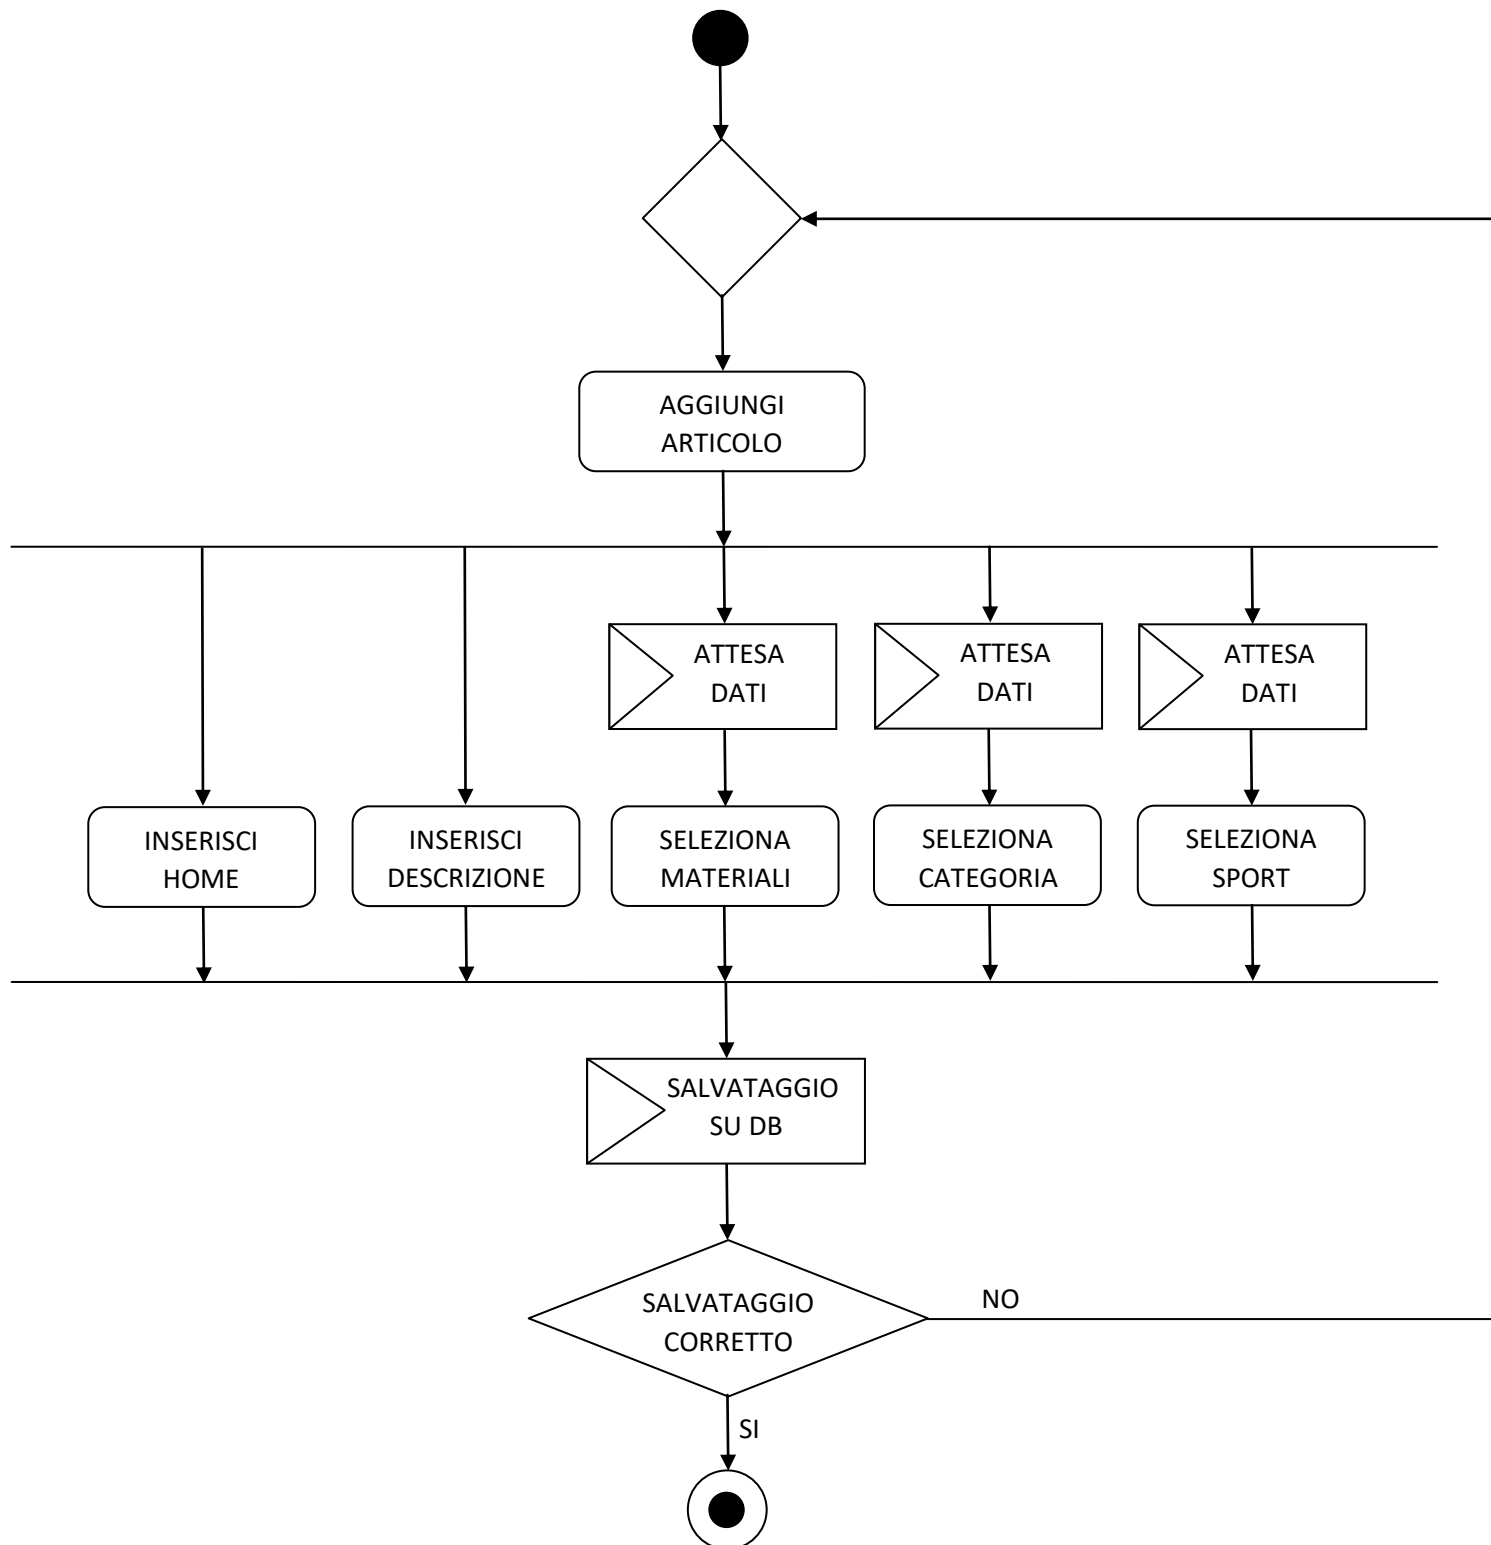 AGGIUNGI
ARTICOLO
ATTESA
DATI
ATTESA
DATI
ATTESA
DATI
INSERISCI
HOME
INSERISCI
DESCRIZIONE
SELEZIONA
MATERIALI
SELEZIONA
CATEGORIA
SELEZIONA
SPORT
SALVATAGGIO
SU DB
SALVATAGGIO
CORRETTO
NO
SI